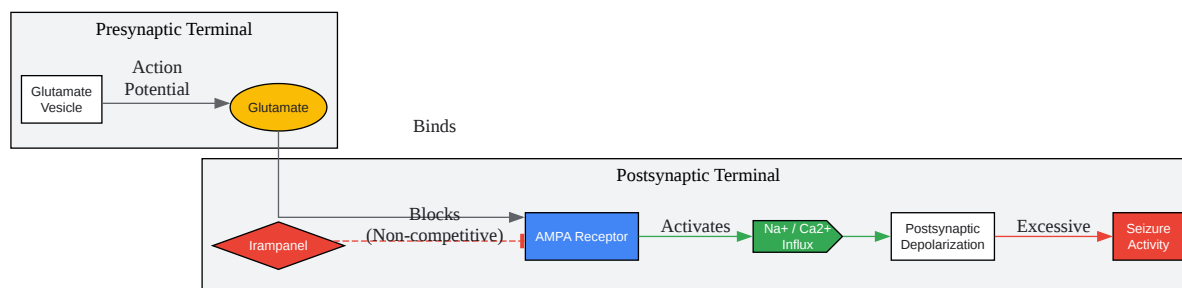 Presynaptic Terminal
Glutamate
Vesicle
Action
Potential
Glutamate
Binds
Postsynaptic Terminal
Irampanel
Blocks
(Non-competitive)
AMPA Receptor
Activates
Na+ / Ca2+
Influx
Postsynaptic
Depolarization
Excessive
Seizure
Activity